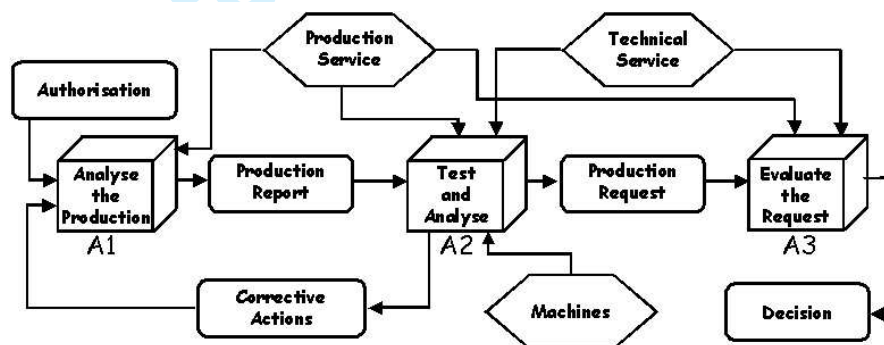 Production
Service
Technical
Service
Authorisation
Analyse
the
Production
A1
Production
Report
Test
and
Analyse
A2
Production
Request
Evaluate
the
Request
A3
Corrective
Actions
Machines
Decision